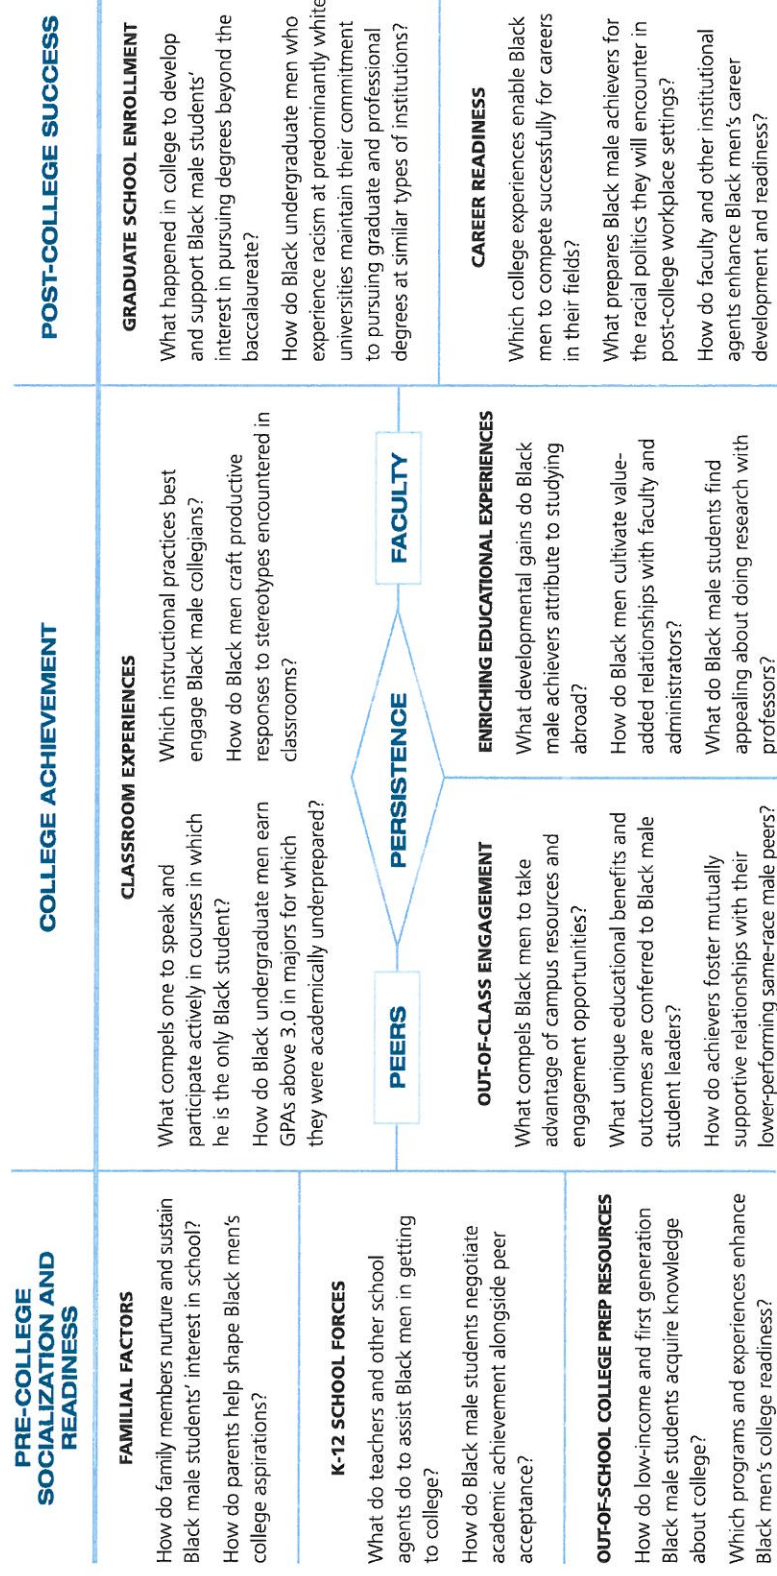 PRE-COLLEGE
SOCIALIZATION AND
READINESS
FAMILIAL FACTORS
How do family members nurture and sustain
Black male students' interest in school?
How do parents help shape Black men's
college aspirations?
K-12 SCHOOL FORCES
What do teachers and other school
agents do to assist Black men in getting
to college?
How do Black male students negotiate
academic achievement alongside peer
acceptance?
OUT-OF-SCHOOL COLLEGE PREP RESOURCES
How do low-income and first generation
Black male students acquire knowledge
about college?
Which programs and experiences enhance
Black men's college readiness?
COLLEGE ACHIEVEMENT
CLASSROOM EXPERIENCES
What compels one to speak and
participate actively in courses in which
he is the only Black student?
How do Black undergraduate men earn
GPAs above 3.0 in majors for which
they were academically underprepared?
Which instructional practices best
engage Black male collegians?
How do Black men craft productive
responses to stereotypes encountered in
classrooms?
PEERS
PERSISTENCE
FACULTY
OUT-OF-CLASS ENGAGEMENT
What compels Black men to take
advantage of campus resources and
engagement opportunities?
What unique educational benefits and
outcomes are conferred to Black male
student leaders?
How do achievers foster mutually
supportive relationships with their
lower-performing same-race male peers?
ENRICHING EDUCATIONAL EXPERIENCES
What developmental gains do Black
male achievers attribute to studying
abroad?
How do Black men cultivate value-
added relationships with faculty and
administrators?
What do Black male students find
appealing about doing research with
professors?
POST-COLLEGE SUCCESS
GRADUATE SCHOOL ENROLLMENT
What happened in college to develop
and support Black male students'
interest in pursuing degrees beyond the
baccalaureate?
How do Black undergraduate men who
experience racism at predominantly white
universities maintain their commitment
to pursuing graduate and professional
degrees at similar types of institutions?
CAREER READINESS
Which college experiences enable Black
men to compete successfully for careers
in their fields?
What prepares Black male achievers for
the racial politics they will encounter in
post-college workplace settings?
How do faculty and other institutional
agents enhance Black men's career
development and readiness?